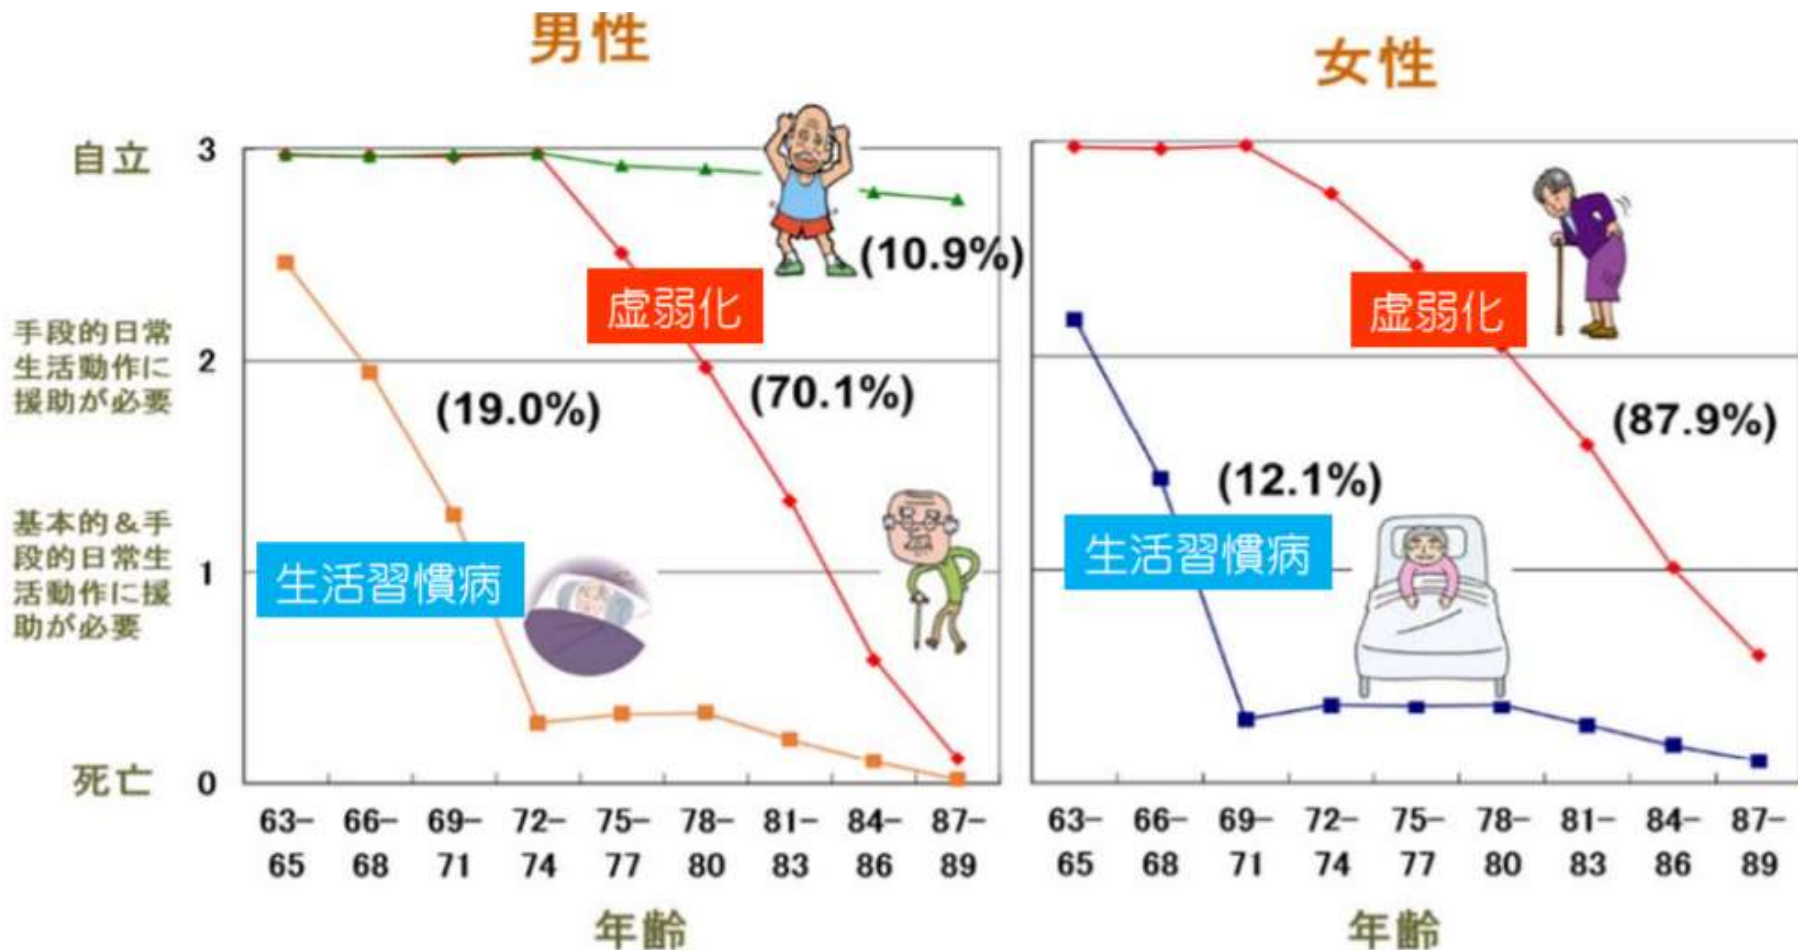 男性
女性
自立
手段的日常
生活動作に
援助が必要
基本的&手
段的日常生
活動作に援
助が必要
死亡
3
2
1
0
(10.9%)
虚弱化
(70.1%)
(19.0%)
生活習慣病
63–
65
66–
68
69–
71
72–
74
75–
77
78–
80
81–
83
84–
86
87–
89
年齢
虚弱化
(87.9%)
(12.1%)
生活習慣病
63–
65
66–
68
69–
71
72–
74
75–
77
78–
80
81–
83
84–
86
87–
89
年齢